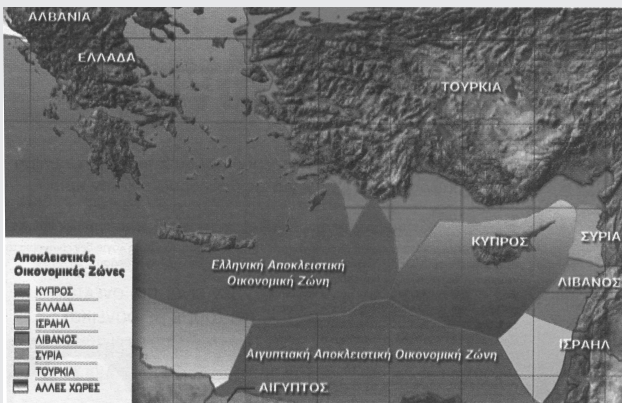 ΑΛΒΑΝΙΑ
ΕΛΛΑΔΑ
ΤΟΥΡΚΙΑ
ΚΥΠΡΟΣ
ΣΥΡΙΑ
ΛΙΒΑΝΟΣ
ΙΣΡΑΗΛ
Ελληνική Αποκλειστική
Οικονομική Ζώνη
Αιγυπτιακή Αποκλειστική Οικονομική Ζώνη
ΑΙΓΥΠΤΟΣ
Αποκλειστικές
Οικονομικές Ζώνες
ΚΥΠΡΟΣ
ΕΛΛΑΔΑ
ΙΣΡΑΗΛ
ΛΙΒΑΝΟΣ
ΣΥΡΙΑ
ΤΟΥΡΚΙΑ
ΑΛΛΕΣ ΧΩΡΕΣ